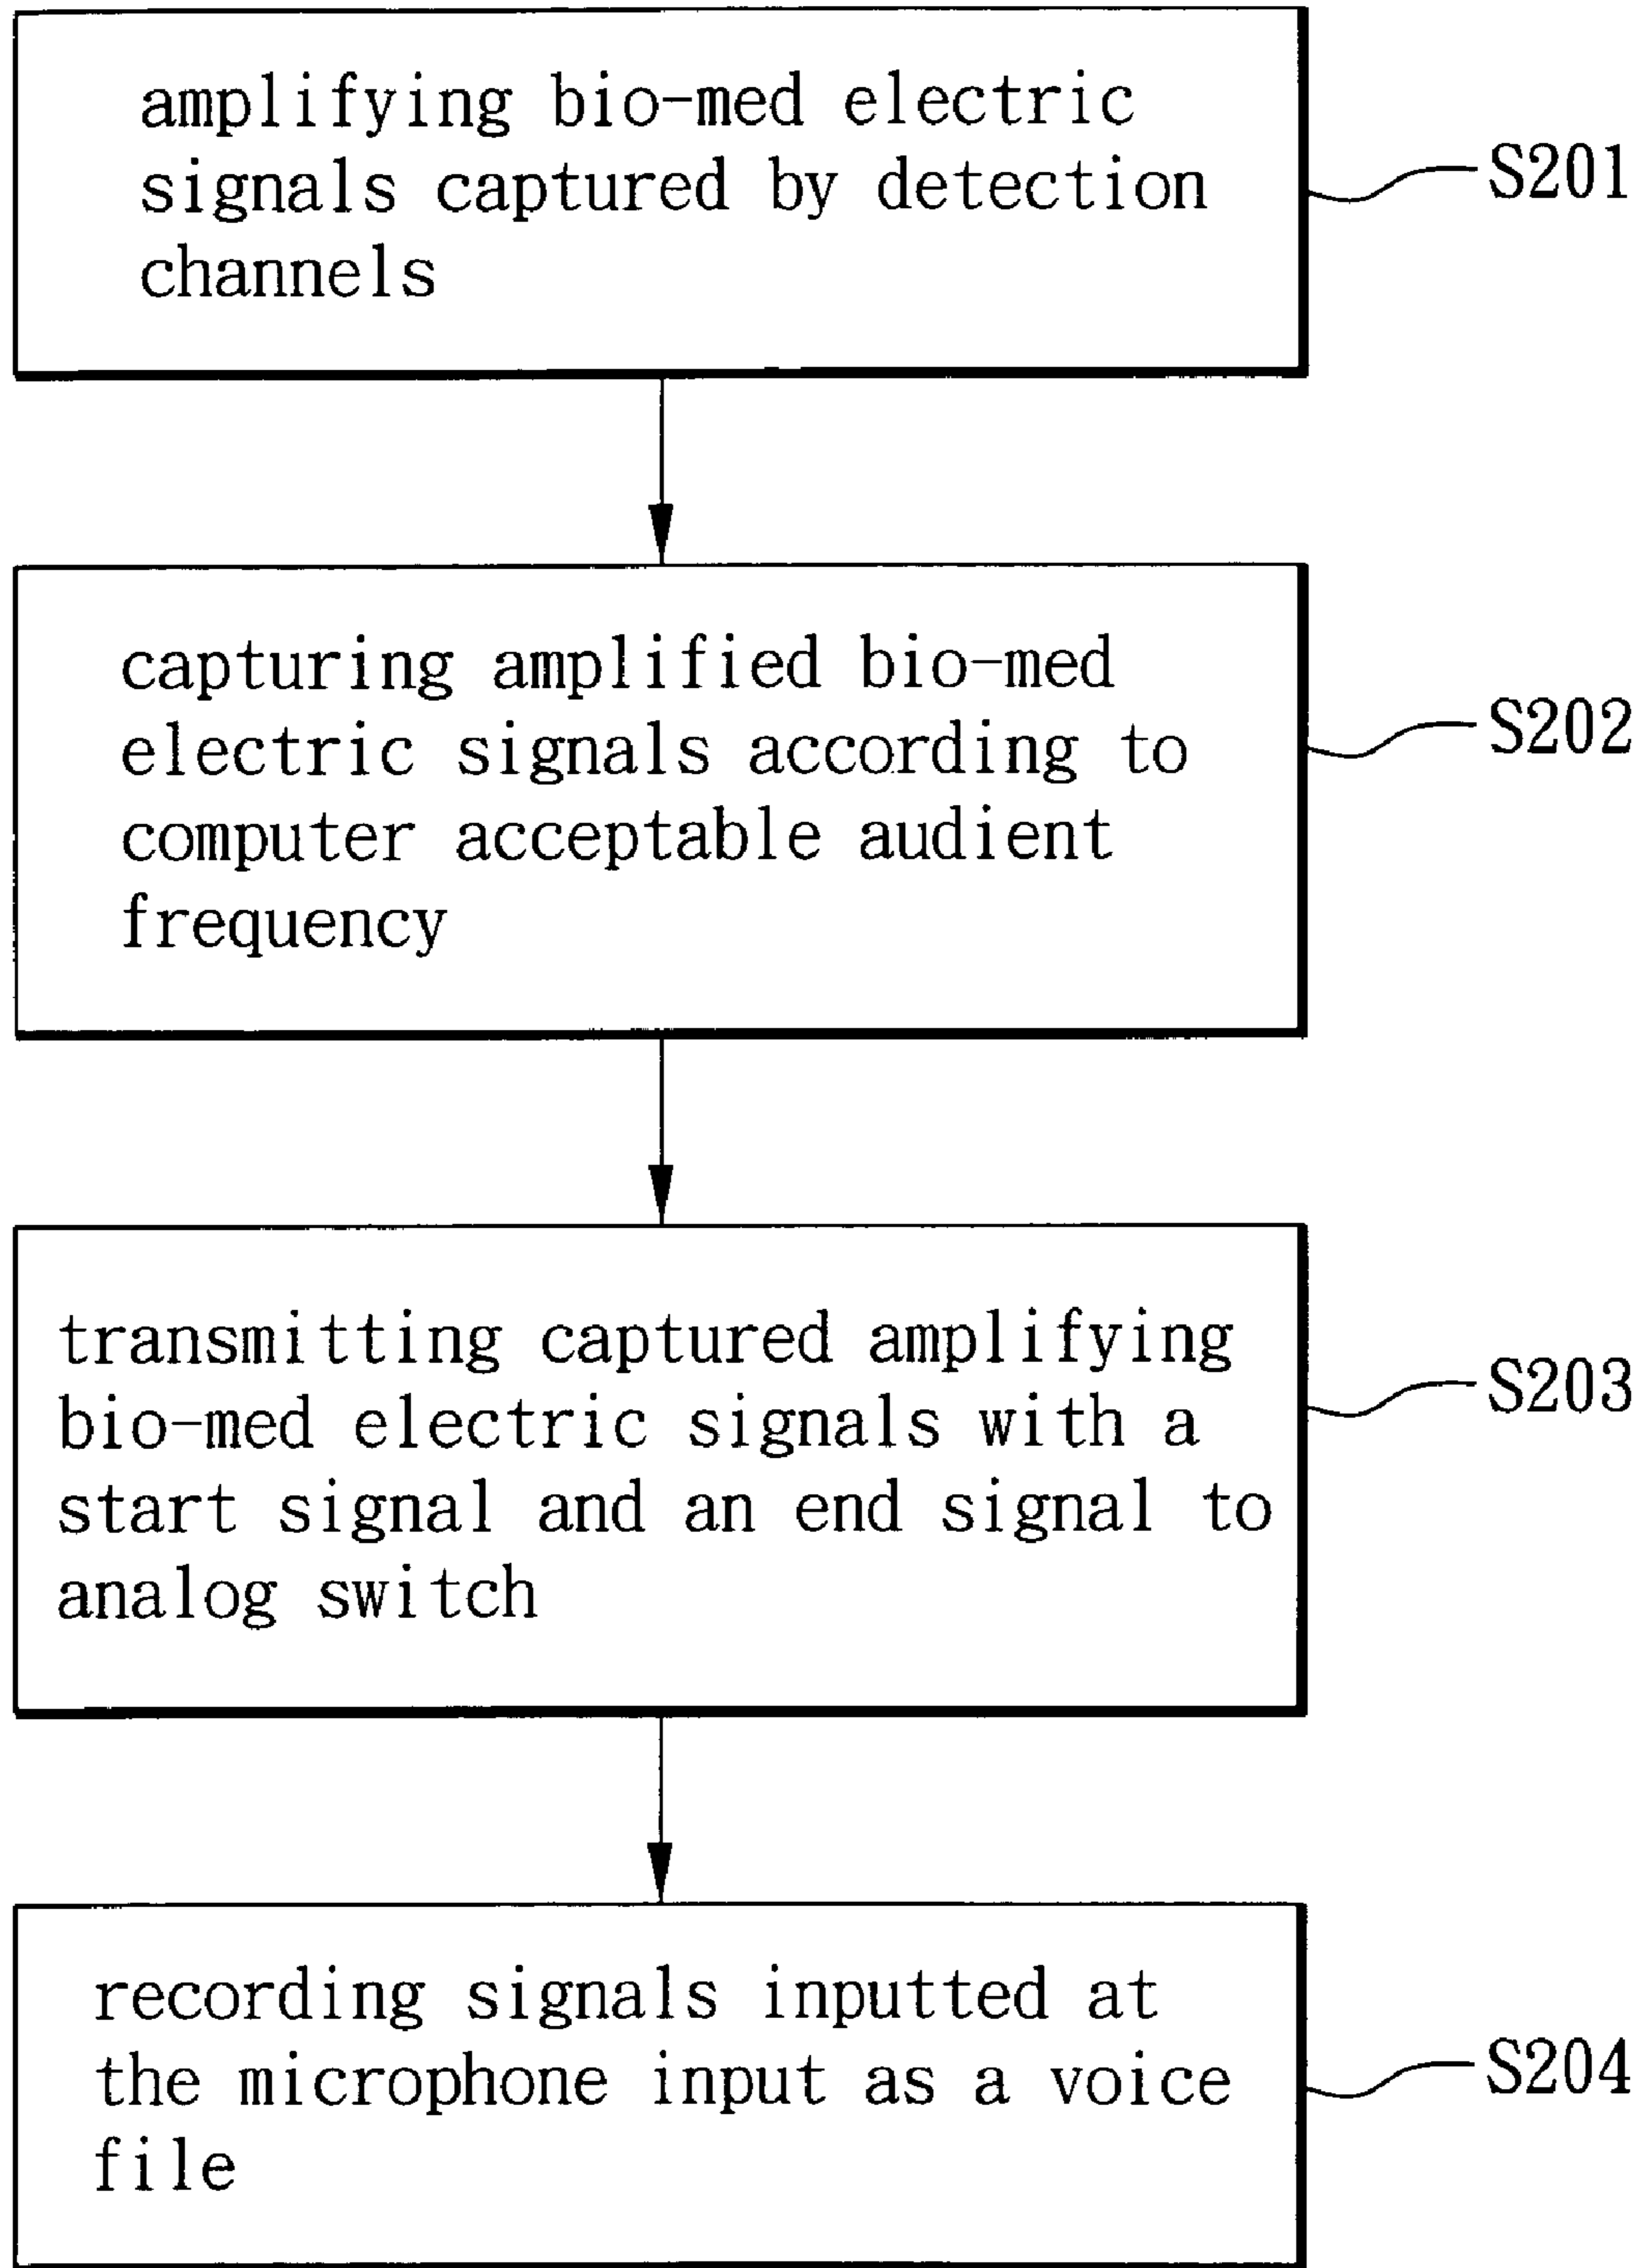 amplifying bio-med electric
signals captured by detection
channels
S201
capturing amplified bio-med
electric signals according to
computer acceptable audient
frequency
S202
transmitting captured amplifying
bio-med electric signals with a
start signal and an end signal to
analog switch
S203
recording signals inputted at
the microphone input as a voice
file
S204